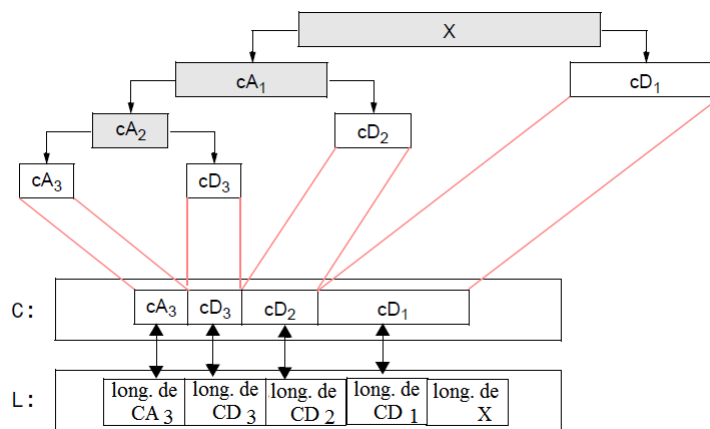 X
cA1 cD1
cA2 cD2
cA3 cD3
C: cA3 cD3 cD2 cD1
long. de long. de long. de long. de long. de
L: CA 3 CD 3 CD 2 CD 1 X